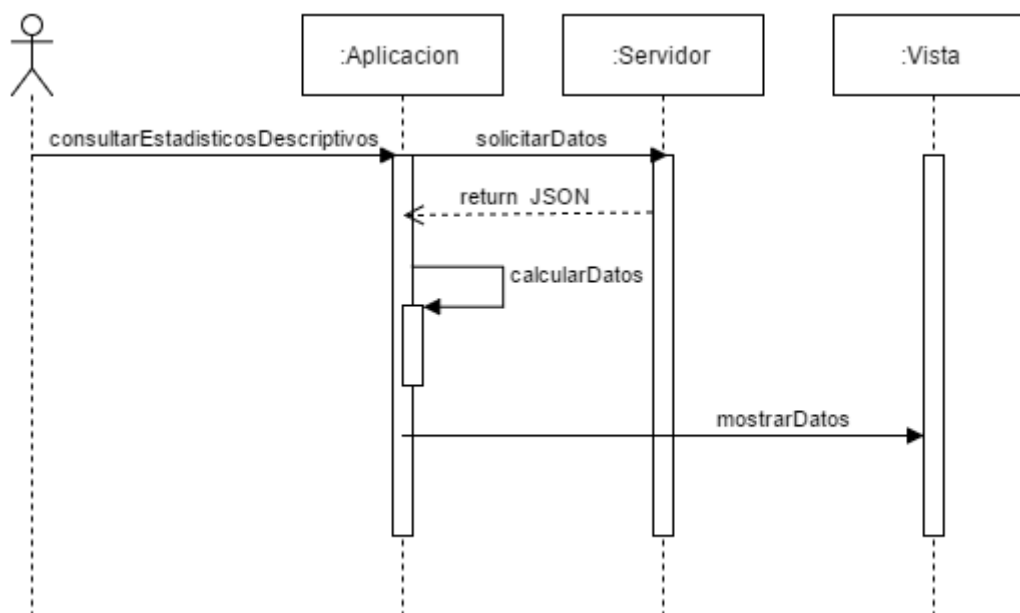 :Aplicacion
:Servidor
:Vista
consultarEstadisticosDescriptivos
solicitarDatos
return JSON
calcularDatos
mostrarDatos